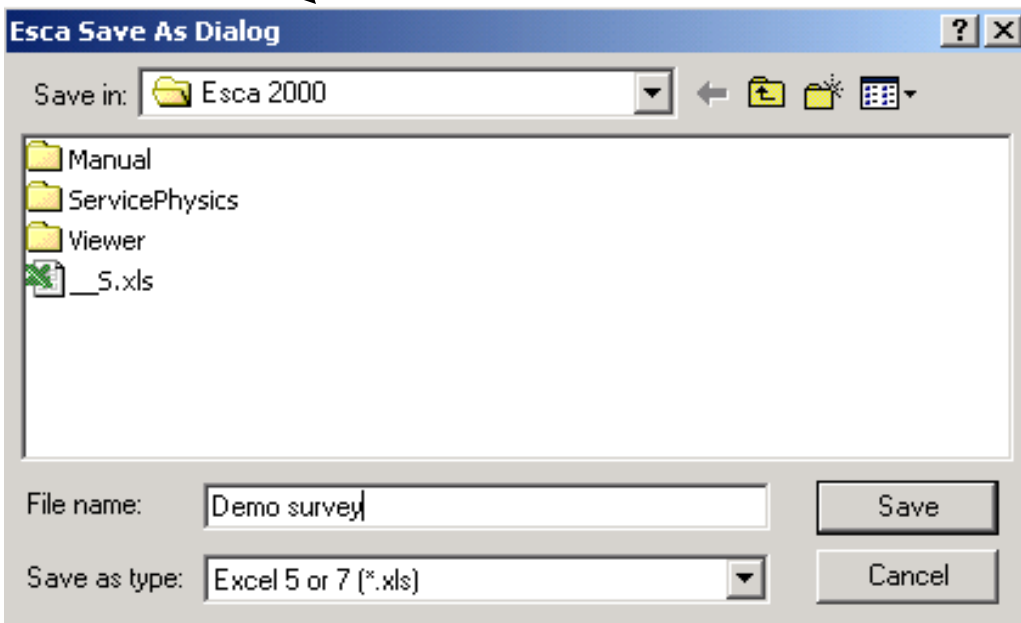 Esca Save As Dialog
Save in: Esca 2000
Manual
ServicePhysics
Viewer
__S.xls
File name: Demo survey Save
Save as type: Excel 5 or 7 (*.xls) Cancel